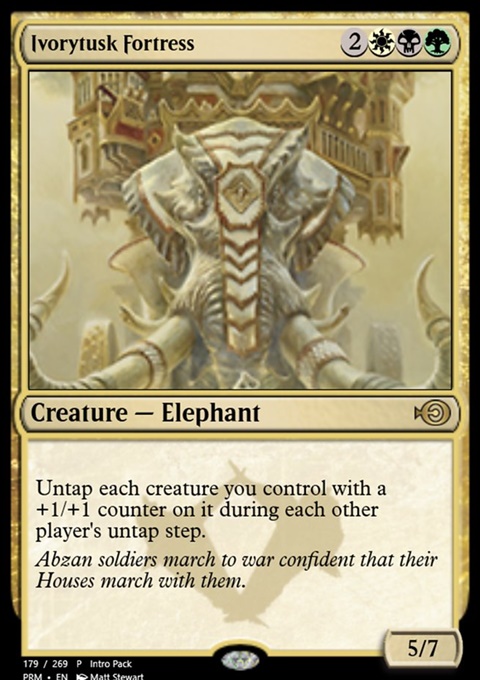 Ivorytusk Fortress 2
Creature — Elephant
Untap each creature you control with a
+1/+1 counter on it during each other
player's untap step.
Abzan soldiers march to war confident that their
Houses march with them.
5/7
179 / 269 P Intro Pack
PRM • EN Matt Stewart